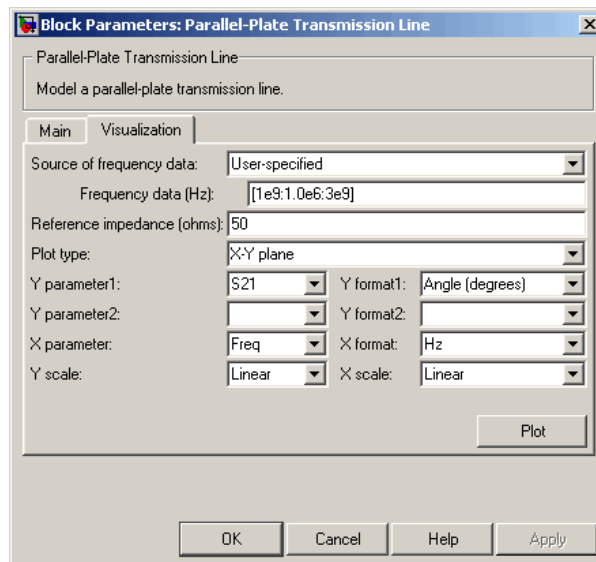 Block Parameters: Parallel-Plate Transmission Line
Parallel-Plate Transmission Line
Model a parallel-plate transmission line.
Main Visualization
Source of frequency data: User-specified
Frequency data (Hz): [1e9:1.0e6:3e9]
Reference impedance (ohms): 50
Plot type: X-Y plane
Y parameter1: S21 Y format1: Angle (degrees)
Y parameter2: Y format2:
X parameter: Freq X format: Hz
Y scale: Linear X scale: Linear
Plot
OK Cancel Help Apply